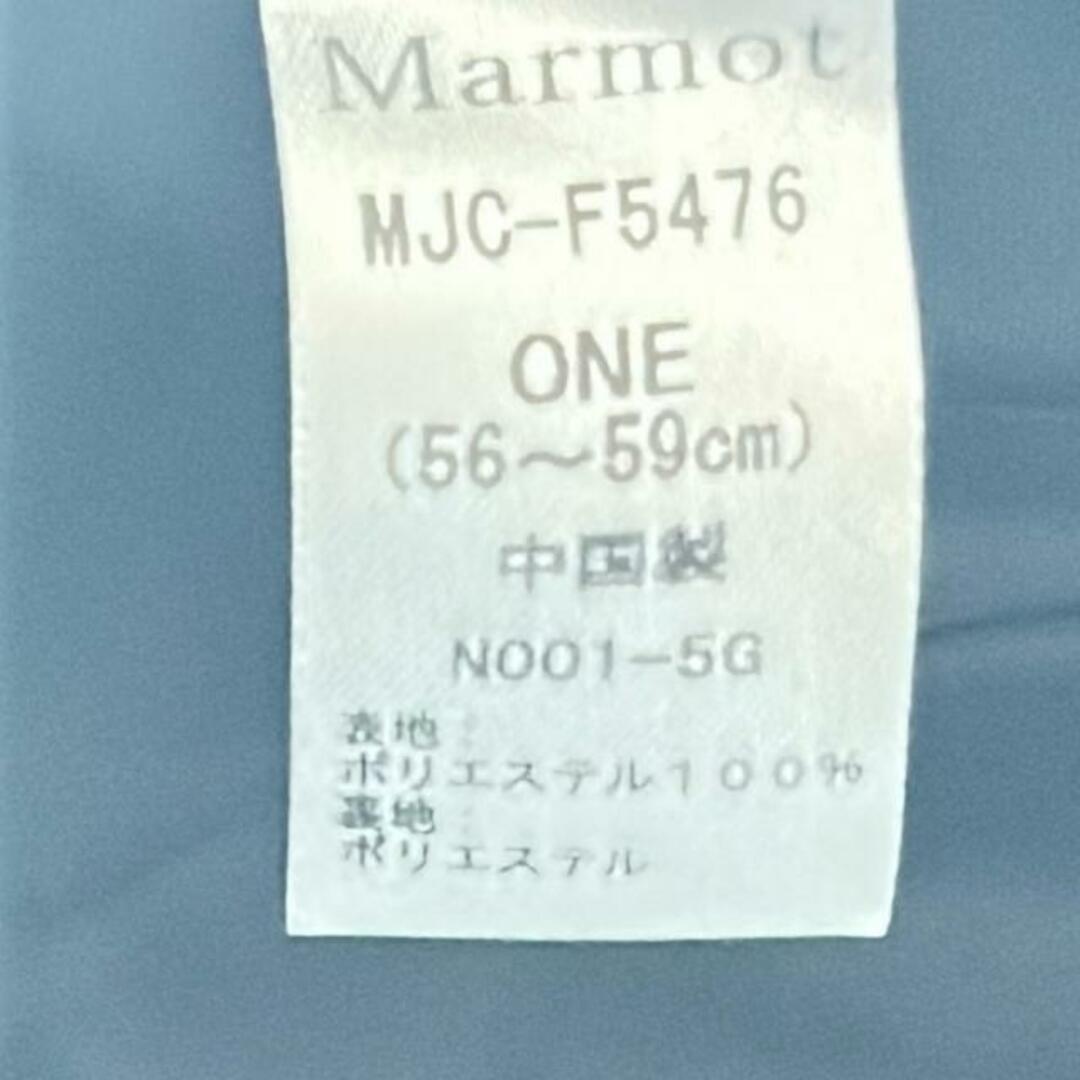 Marmot
MJC-F5476
ONE
(56～59cm)
中国製
N001-5G
表地：
ポリエステル100%
裏地：
ポリエステル